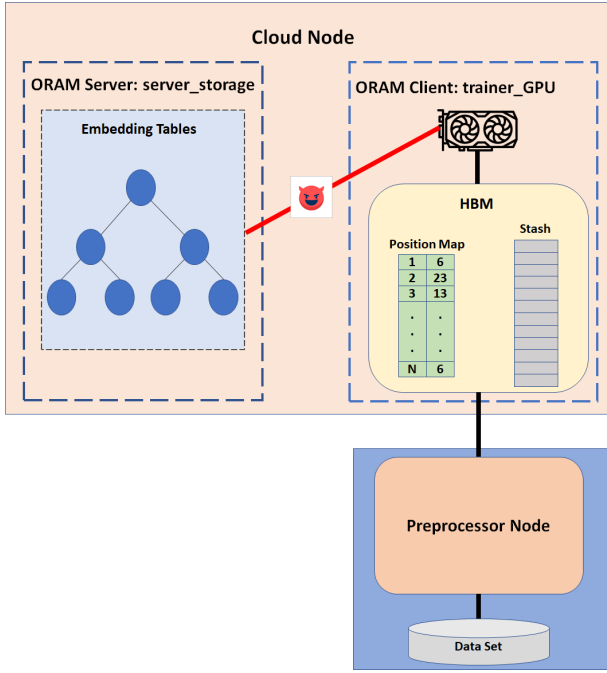 Cloud Node
ORAM Server: server_storage
Embedding Tables
ORAM Client: trainer_GPU
HBM
Position Map
1 6
2 23
3 13
. .
. .
. .
N 6
Stash
Preprocessor Node
Data Set